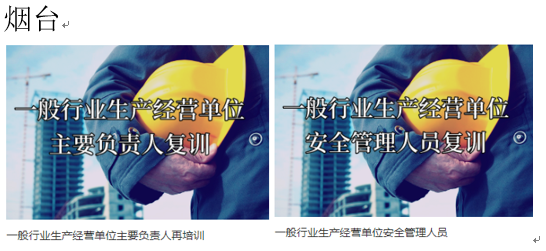 烟台
一般行业生产经营单位
主要负责人复训
一般行业生产经营单位
安全管理人员复训
一般行业生产经营单位主要负责人再培训
一般行业生产经营单位安全管理人员